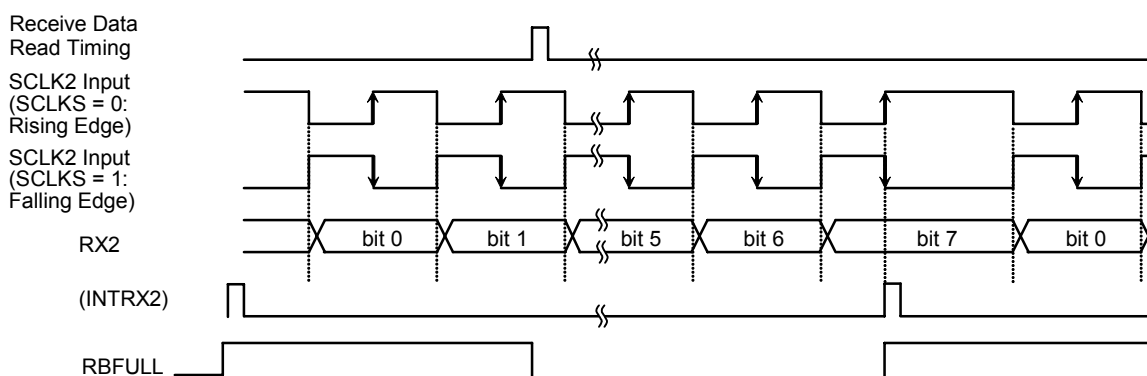 Receive Data
Read Timing
SCLK2 Input
(SCLKS = 0:
Rising Edge)
SCLK2 Input
(SCLKS = 1:
Falling Edge)
RX2
bit 0
bit 1
bit 5
bit 6
bit 7
bit 0
(INTRX2)
RBFULL